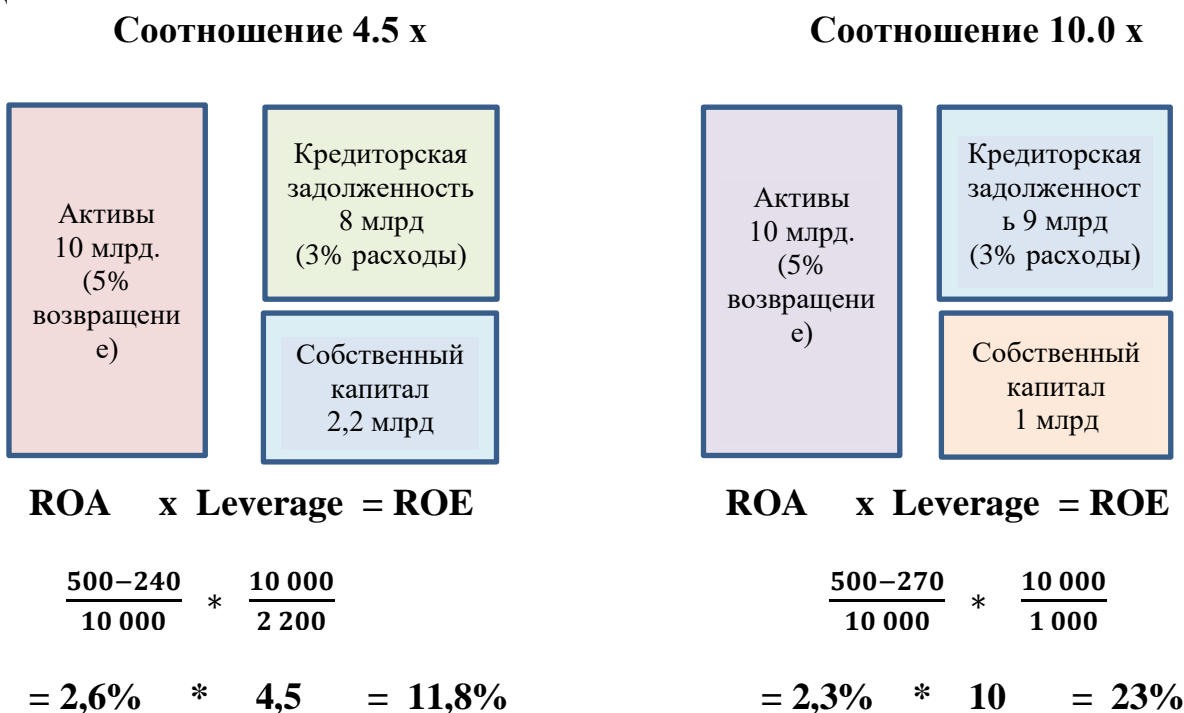 Соотношение 4.5 x
Соотношение 10.0 x
Активы
10 млрд.
(5%
возвращени
е)
Кредиторская
задолженность
8 млрд
(3% расходы)
Собственный
капитал
2,2 млрд
Активы
10 млрд.
(5%
возвращени
е)
Кредиторская
задолженност
ь 9 млрд
(3% расходы)
Собственный
капитал
1 млрд
ROA x Leverage = ROE
ROA x Leverage = ROE
500−240 / 10 000 * 10 000 / 2 200
500−270 / 10 000 * 10 000 / 1 000
= 2,6% * 4,5 = 11,8%
= 2,3% * 10 = 23%